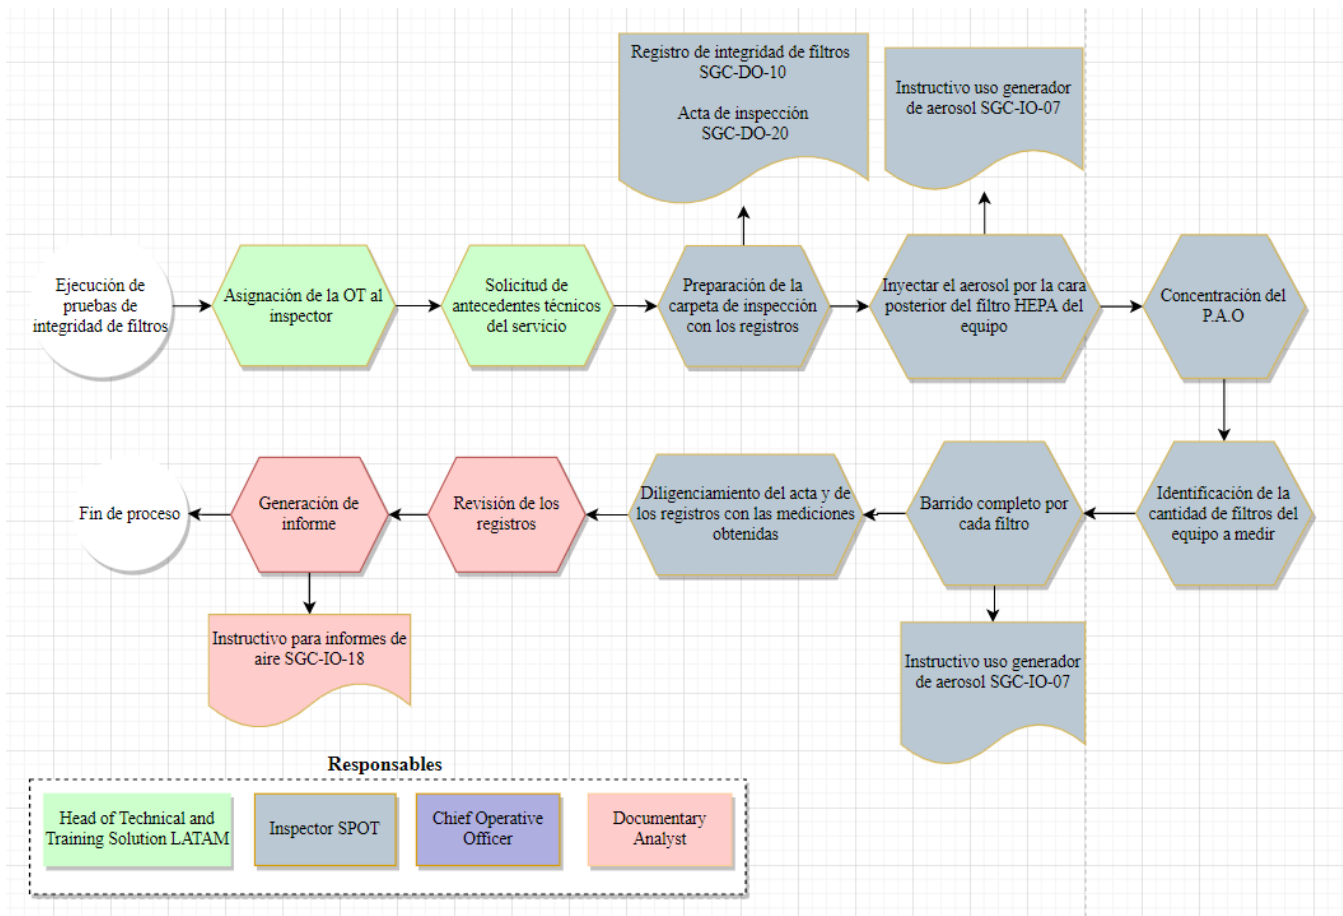 Registro de integridad de filtros
SGC-DO-10
Acta de inspección
SGC-DO-20
Instructivo uso generador
de aerosol SGC-IO-07
Ejecución de
pruebas de
integridad de filtros
Asignación de la OT al
inspector
Solicitud de
antecedentes técnicos
del servicio
Preparación de la
carpeta de inspección
con los registros
Inyectar el aerosol por la cara
posterior del filtro HEPA del
equipo
Concentración del
P.A.O
Fin de proceso
Generación de
informe
Revisión de los
registros
Diligenciamiento del acta y de
los registros con las mediciones
obtenidas
Barrido completo por
cada filtro
Identificación de la
cantidad de filtros del
equipo a medir
Instructivo para informes de
aire SGC-IO-18
Instructivo uso generador
de aerosol SGC-IO-07
Responsables
Head of Technical and
Training Solution LATAM
Inspector SPOT
Chief Operative
Officer
Documentary
Analyst